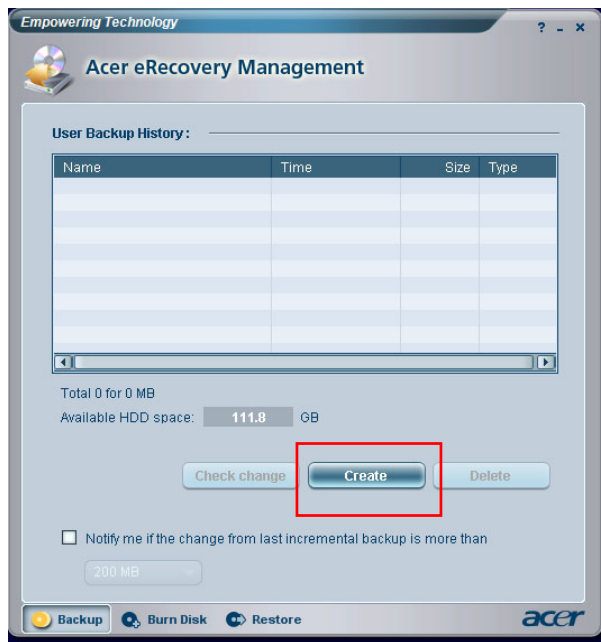 Empowering Technology
? - x
Acer eRecovery Management
User Backup History :
Name Time Size Type
Total 0 for 0 MB
Available HDD space: 111.8 GB
Check change Create Delete
Notify me if the change from last incremental backup is more than
200 MB
Backup Burn Disk Restore acer